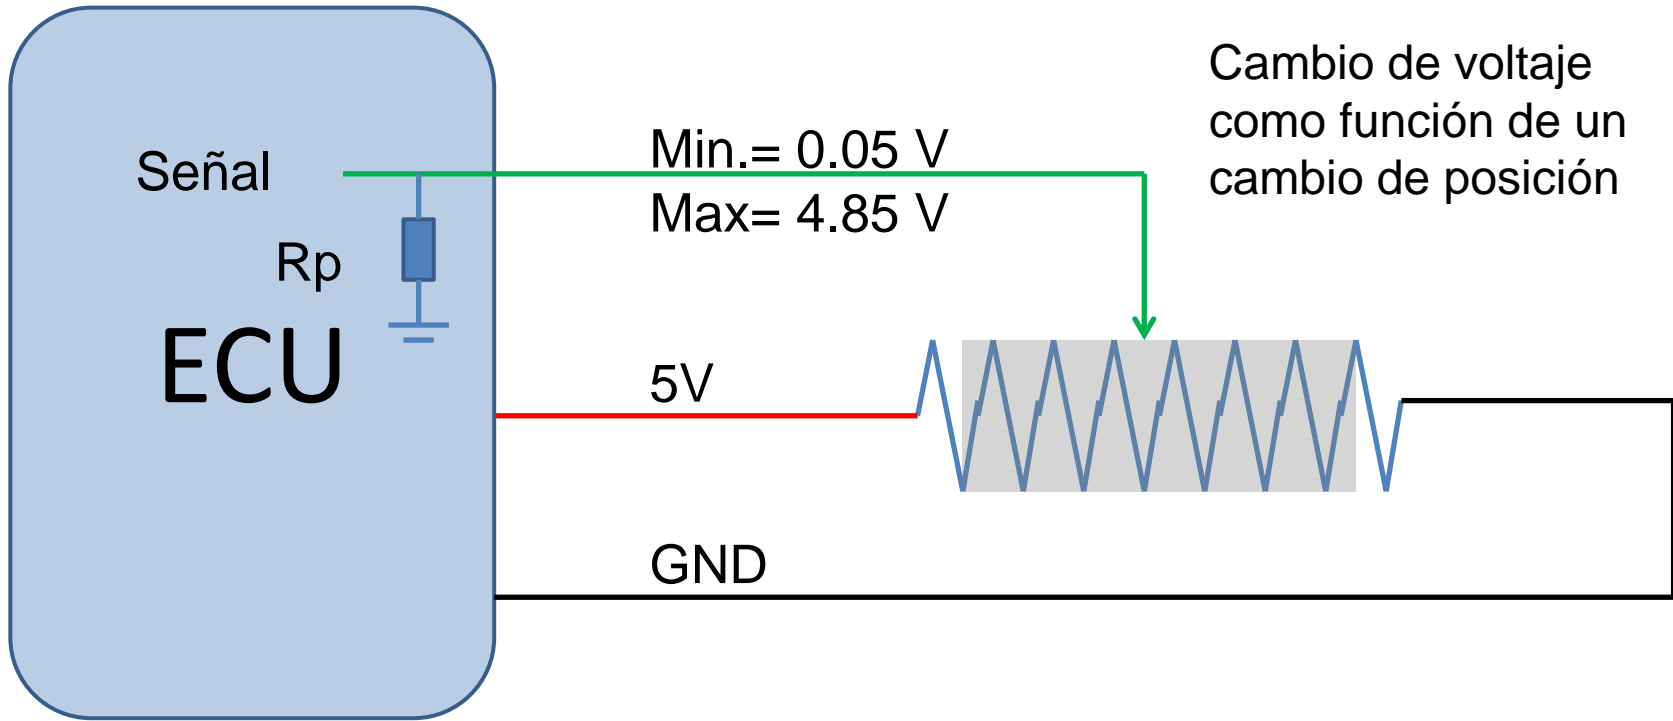 Cambio de voltaje
como función de un
cambio de posición
Min.= 0.05 V
Max= 4.85 V
Señal
Rp
ECU
5V
GND